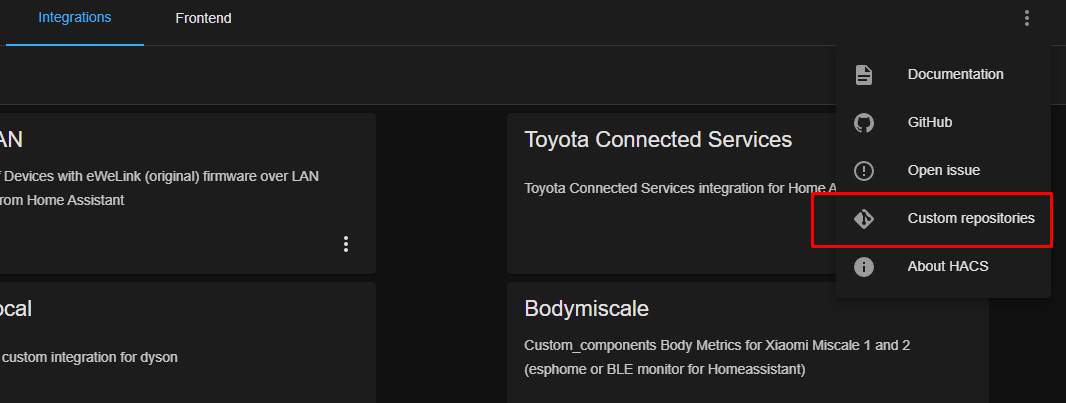 Integrations
Frontend
Documentation
GitHub
Open issue
Custom repositories
About HACS
AN
Devices with eWeLink (original) firmware over LAN
rom Home Assistant
Toyota Connected Services
Toyota Connected Services integration for Home A
ocal
custom integration for dyson
Bodymiscale
Custom_components Body Metrics for Xiaomi Miscale 1 and 2
(esphome or BLE monitor for Homeassistant)